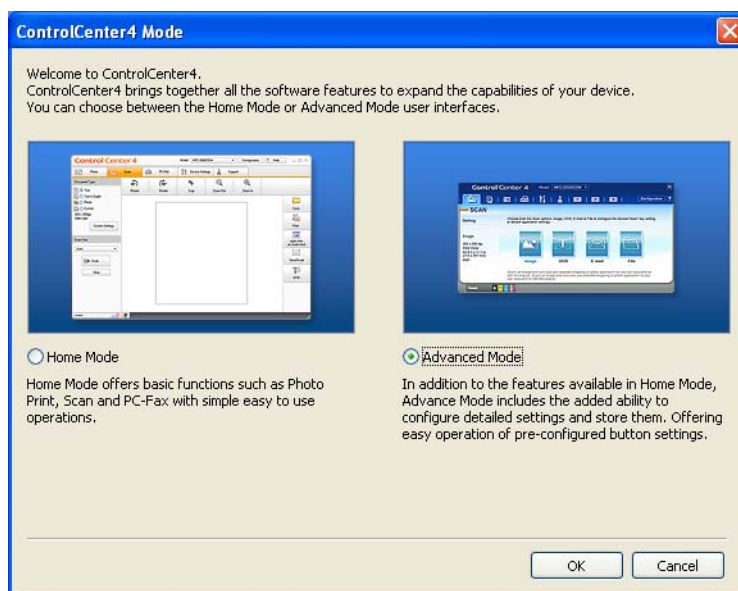 ControlCenter4 Mode
Welcome to ControlCenter4.
ControlCenter4 brings together all the software features to expand the capabilities of your device.
You can choose between the Home Mode or Advanced Mode user interfaces.
Control Center 4
Control Center 4
SCAN
Image
OCR
E-mail
File
Home Mode
Home Mode offers basic functions such as Photo
Print, Scan and PC-Fax with simple easy to use
operations.
Advanced Mode
In addition to the features available in Home Mode,
Advance Mode includes the added ability to
configure detailed settings and store them. Offering
easy operation of pre-configured button settings.
OK
Cancel